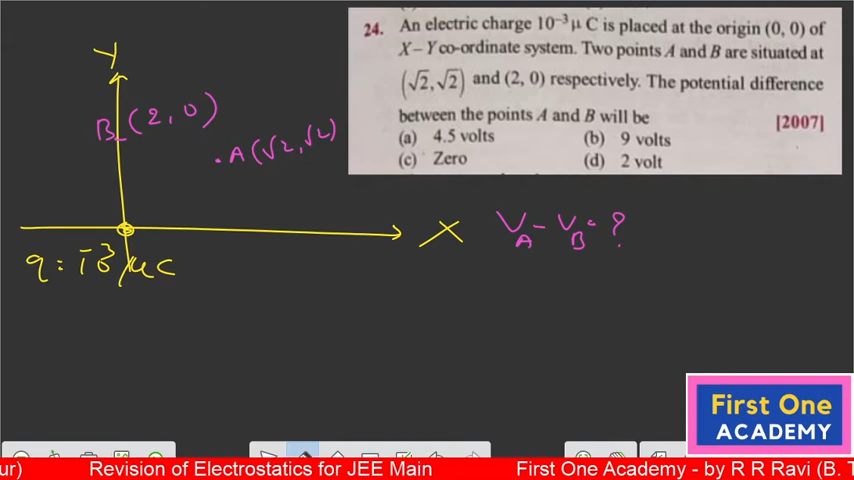 24. An electric charge 10⁻³ μ C is placed at the origin (0, 0) of
X – Y co-ordinate system. Two points A and B are situated at
(√2, √2) and (2, 0) respectively. The potential difference
between the points A and B will be [2007]
(a) 4.5 volts (b) 9 volts
(c) Zero (d) 2 volt
Y
B (2, 0)
A (√2, √2)
X
V_A - V_B = ?
q = 10⁻³ μC
First One
ACADEMY
ur) Revision of Electrostatics for JEE Main First One Academy - by R R Ravi (B. T